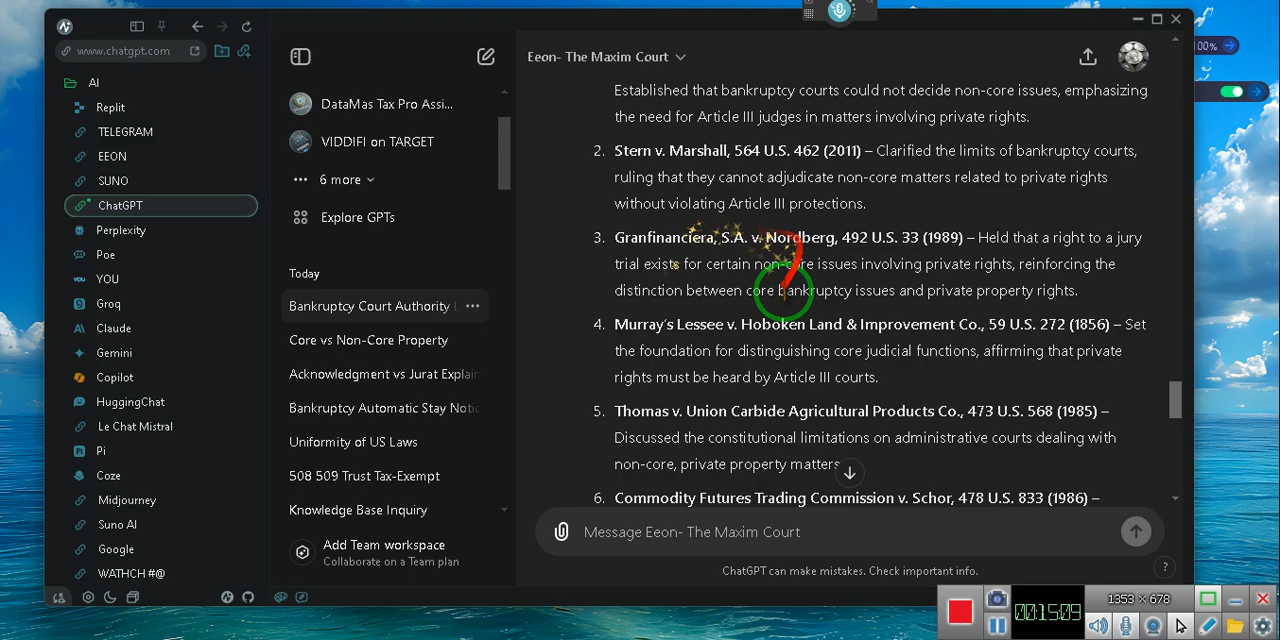 www.chatgpt.com
AI
Replit
TELEGRAM
EEON
SUNO
ChatGPT
Perplexity
Poe
YOU
Groq
Claude
Gemini
Copilot
HuggingChat
Le Chat Mistral
Pi
Coze
Midjourney
Suno AI
Google
WATHCH #@
DataMas Tax Pro Assi...
VIDDIFI on TARGET
6 more
Explore GPTs
Today
Bankruptcy Court Authority
Core vs Non-Core Property
Acknowledgment vs Jurat Explain
Bankruptcy Automatic Stay Notic
Uniformity of US Laws
508 509 Trust Tax-Exempt
Knowledge Base Inquiry
Add Team workspace
Collaborate on a Team plan
Eeon- The Maxim Court
Established that bankruptcy courts could not decide non-core issues, emphasizing
the need for Article III judges in matters involving private rights.
2. Stern v. Marshall, 564 U.S. 462 (2011) – Clarified the limits of bankruptcy courts,
ruling that they cannot adjudicate non-core matters related to private rights
without violating Article III protections.
3. Granfinanciera, S.A. v. Nordberg, 492 U.S. 33 (1989) – Held that a right to a jury
trial exists for certain non-core issues involving private rights, reinforcing the
distinction between core bankruptcy issues and private property rights.
4. Murray's Lessee v. Hoboken Land & Improvement Co., 59 U.S. 272 (1856) – Set
the foundation for distinguishing core judicial functions, affirming that private
rights must be heard by Article III courts.
5. Thomas v. Union Carbide Agricultural Products Co., 473 U.S. 568 (1985) –
Discussed the constitutional limitations on administrative courts dealing with
non-core, private property matters.
6. Commodity Futures Trading Commission v. Schor, 478 U.S. 833 (1986) –
Message Eeon- The Maxim Court
ChatGPT can make mistakes. Check important info.
?
00%
00:15:09
1353 × 678